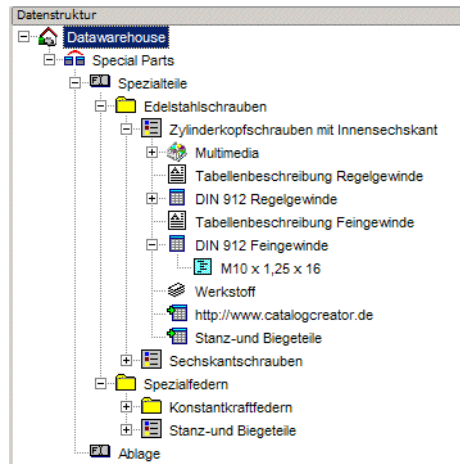 Datenstruktur
Datawarehouse
Special Parts
Spezialteile
Edelstahlschrauben
Zylinderkopfschrauben mit Innensechskant
Multimedia
Tabellenbeschreibung Regelgewinde
DIN 912 Regelgewinde
Tabellenbeschreibung Feingewinde
DIN 912 Feingewinde
M10 x 1,25 x 16
Werkstoff
http://www.catalogcreator.de
Stanz-und Biegeteile
Sechskantschrauben
Spezialfedern
Konstantkraftfedern
Stanz-und Biegeteile
Ablage